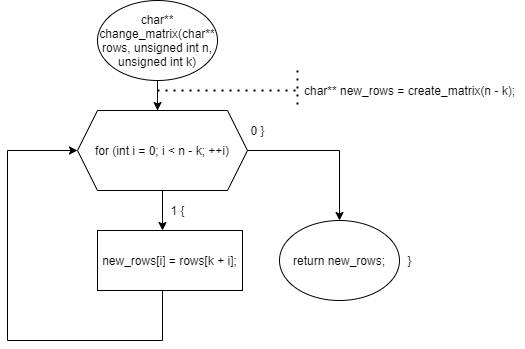 char**
change_matrix(char**
rows, unsigned int n,
unsigned int k)
char** new_rows = create_matrix(n - k);
0 }
for (int i = 0; i < n - k; ++i)
1 {
new_rows[i] = rows[k + i];
return new_rows;
}